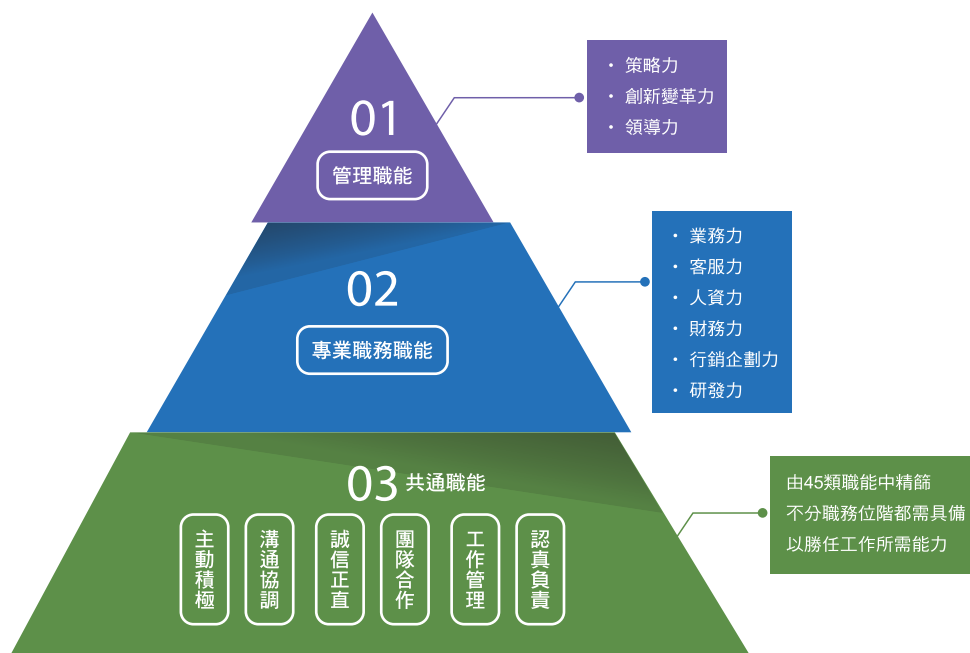 01
管理職能
・ 策略力
・ 創新變革力
・ 領導力
02
專業職務職能
・ 業務力
・ 客服力
・ 人資力
・ 財務力
・ 行銷企劃力
・ 研發力
03 共通職能
主動積極
溝通協調
誠信正直
團隊合作
工作管理
認真負責
由45類職能中精篩
不分職務位階都需具備
以勝任工作所需能力